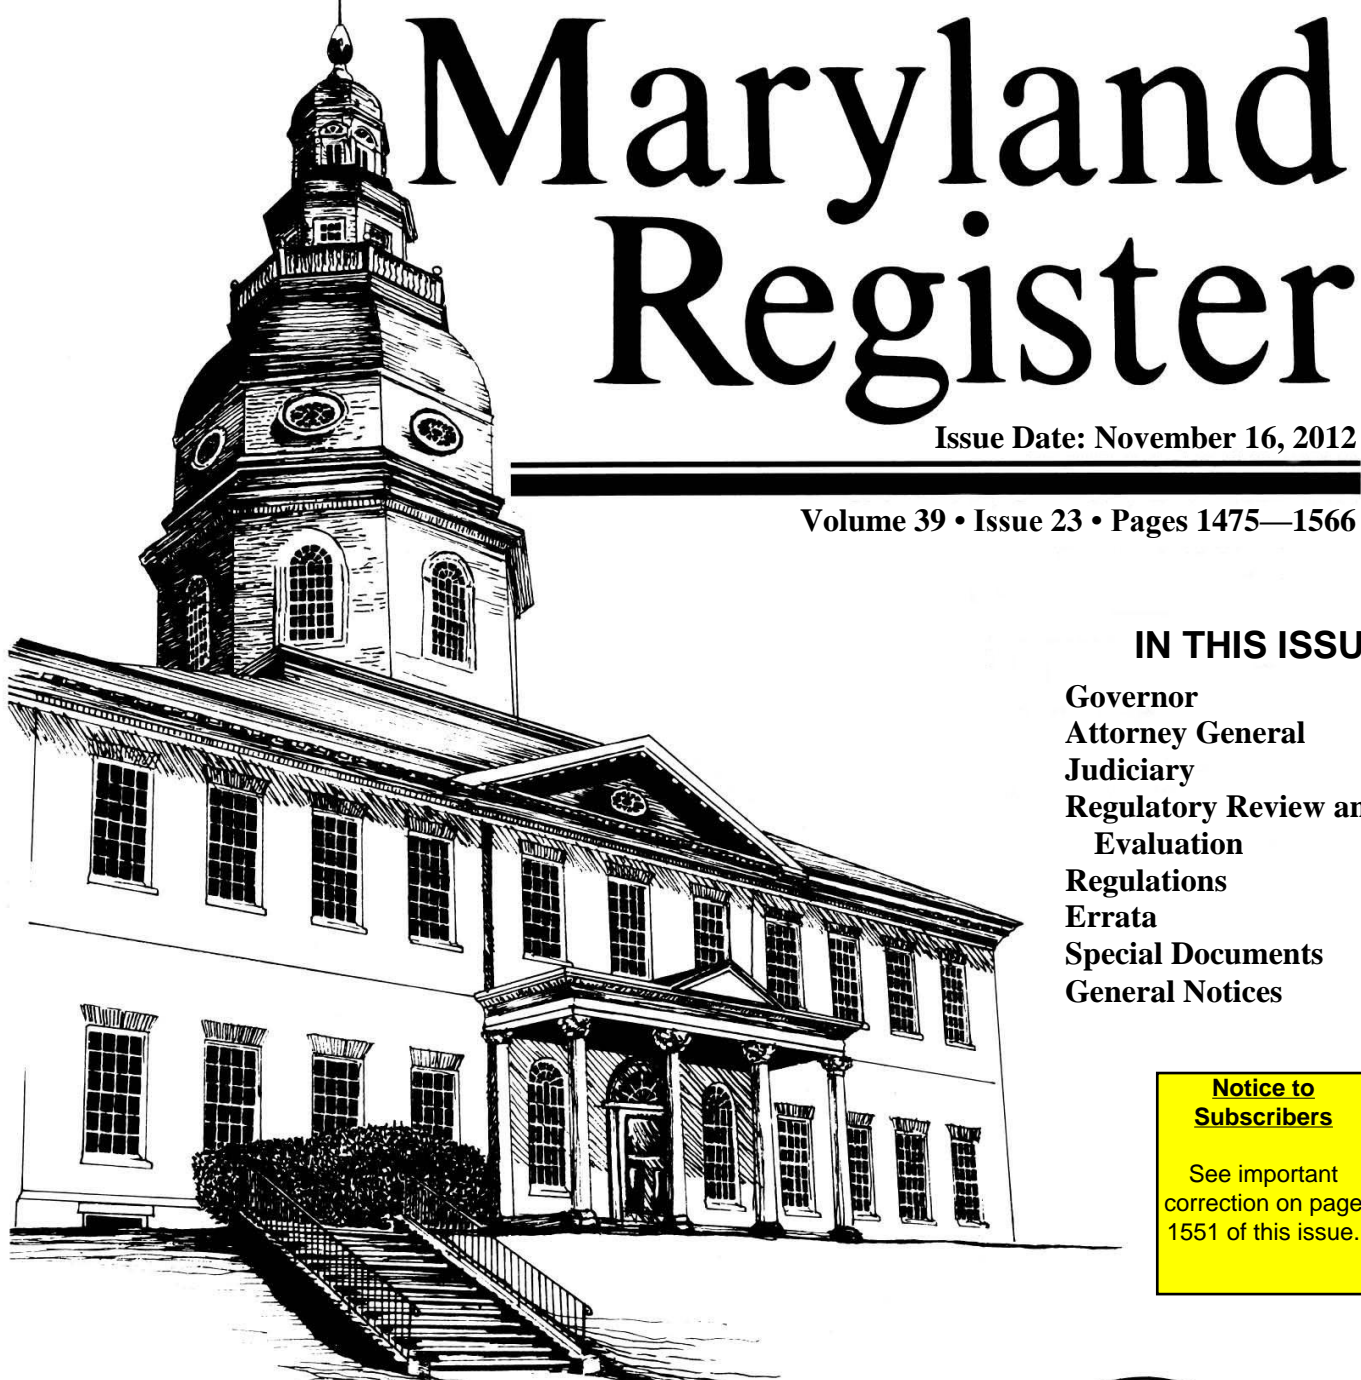 Maryland
Register
Issue Date: November 16, 2012
Volume 39 • Issue 23 • Pages 1475—1566
IN THIS ISSU
Governor
Attorney General
Judiciary
Regulatory Review an
Evaluation
Regulations
Errata
Special Documents
General Notices
Notice to
Subscribers
See important
correction on page
1551 of this issue.